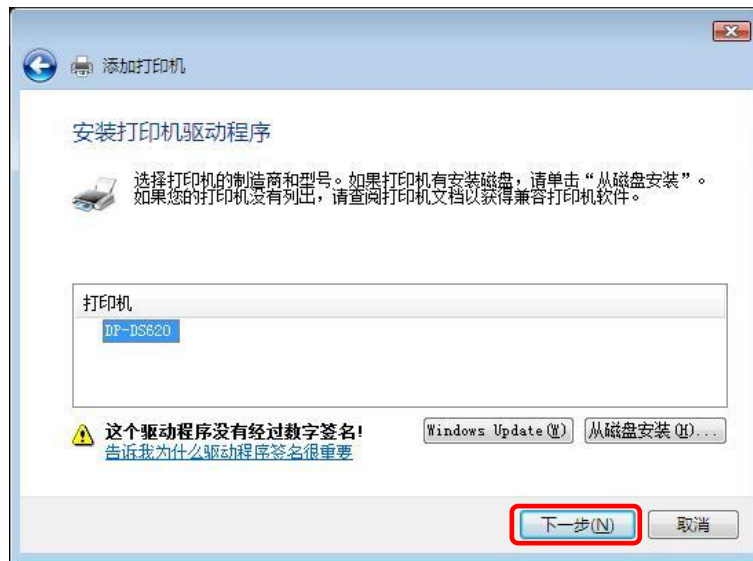 添加打印机
安装打印机驱动程序
选择打印机的制造商和型号。如果打印机有安装磁盘，请单击“从磁盘安装”。
如果您的打印机没有列出，请查阅打印机文档以获得兼容打印机软件。
打印机
DP-DS620
这个驱动程序没有经过数字签名!
告诉我为什么驱动程序签名很重要
Windows Update(W)
从磁盘安装(H)...
下一步(N)
取消